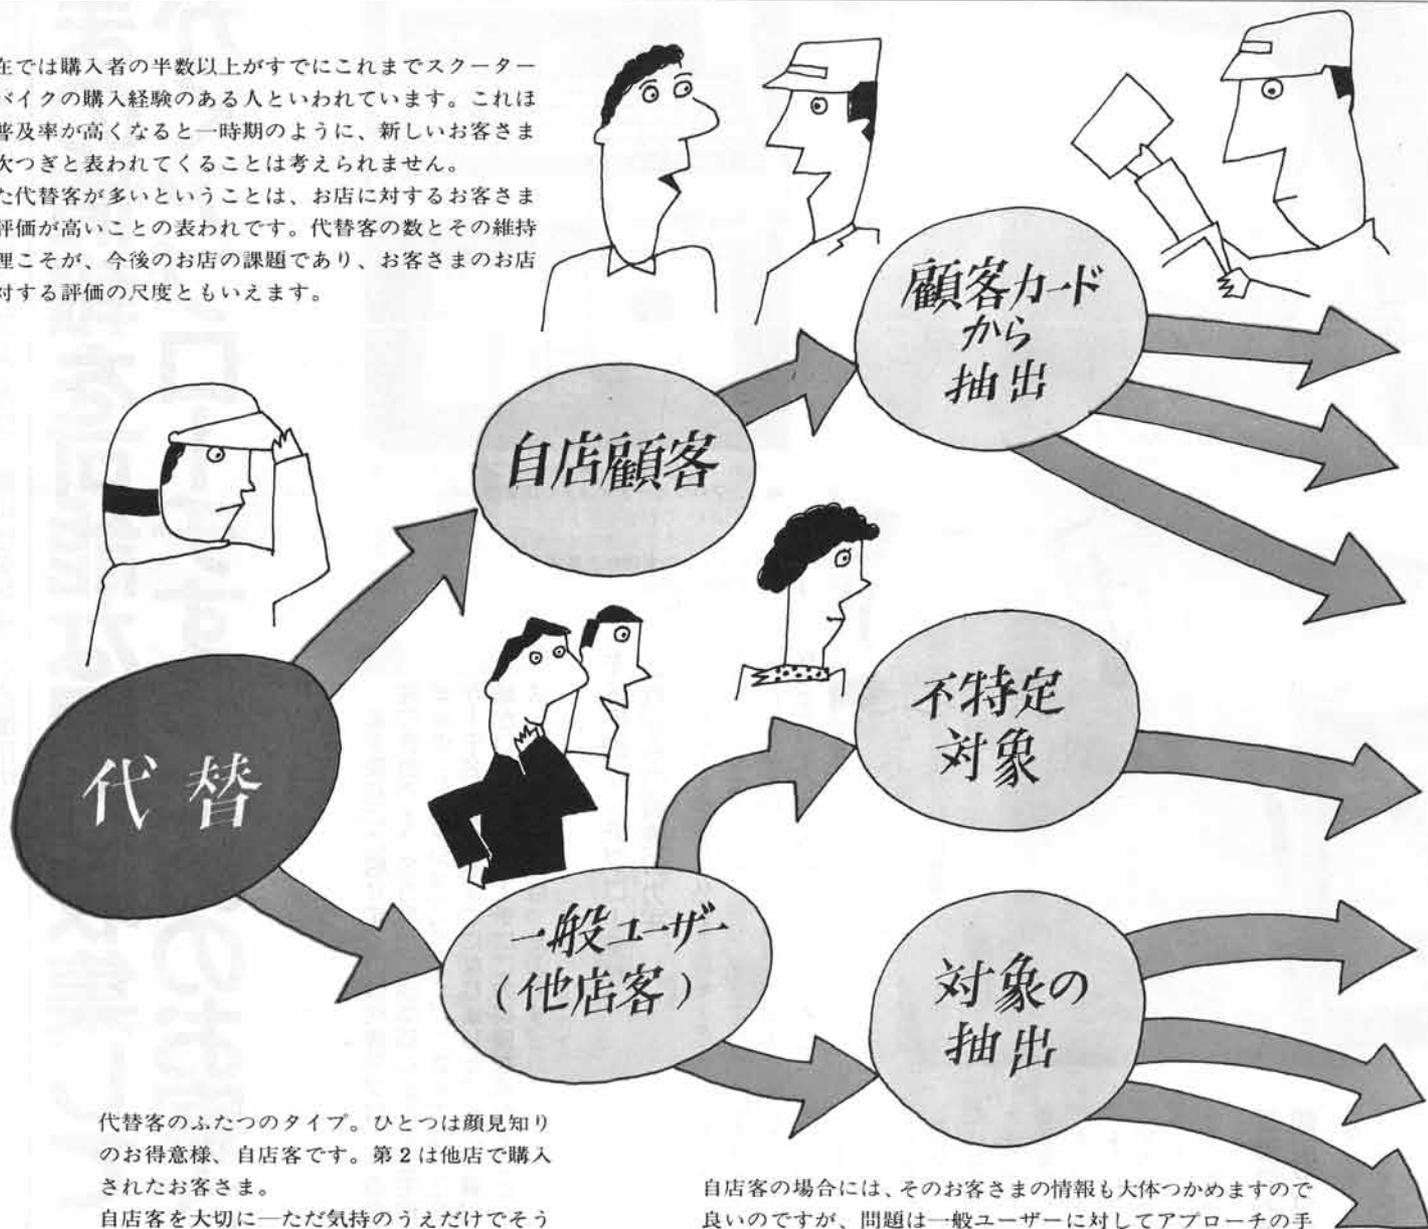 在では購入者の半数以上がすでにこれまでスクーター
バイクの購入経験のある人といわれています。これほ
普及率が高くなると一時期のように、新しいお客さま
次つぎと表われてくることは考えられません。
た代替客が多いということは、お店に対するお客さま
評価が高いことの表われです。代替客の数とその維持
理こそが、今後のお店の課題であり、お客さまのお店
対する評価の尺度ともいえます。
代替
自店顧客
顧客カード
から
抽出
一般ユーザー
(他店客)
不特定
対象
対象の
抽出
代替客のふたつのタイプ。ひとつは顔見知り
のお得意様、自店客です。第2は他店で購入
されたお客さま。
自店客を大切に―ただ気持のうえだけでそう
自店客の場合には、そのお客さまの情報も大体つかめますので
良いのですが、問題は一般ユーザーに対してアプローチの手